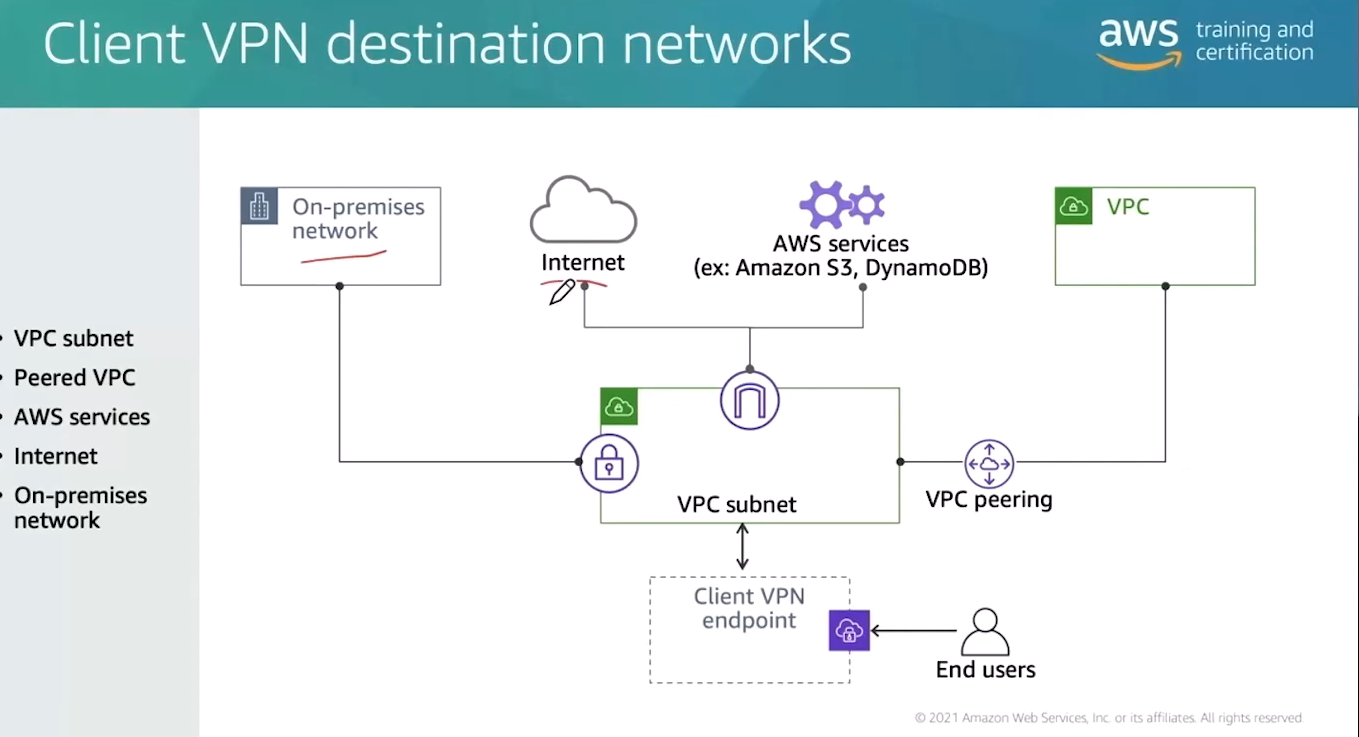 Client VPN destination networks
aws training and
certification
• VPC subnet
• Peered VPC
• AWS services
• Internet
• On-premises
network
On-premises
network
Internet
AWS services
(ex: Amazon S3, DynamoDB)
VPC
VPC subnet
VPC peering
Client VPN
endpoint
End users
© 2021 Amazon Web Services, Inc. or its affiliates. All rights reserved.